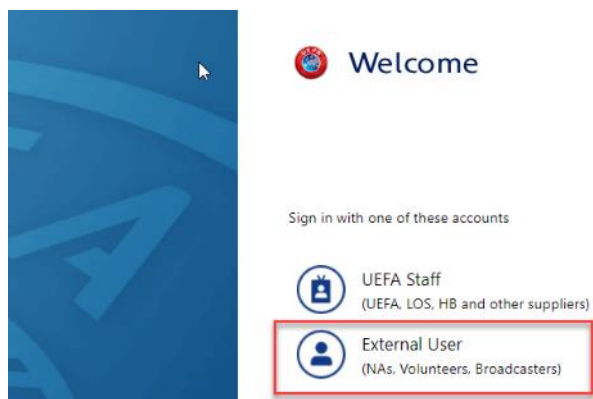 Welcome
Sign in with one of these accounts
UEFA Staff
(UEFA, LOS, HB and other suppliers)
External User
(NAs, Volunteers, Broadcasters)